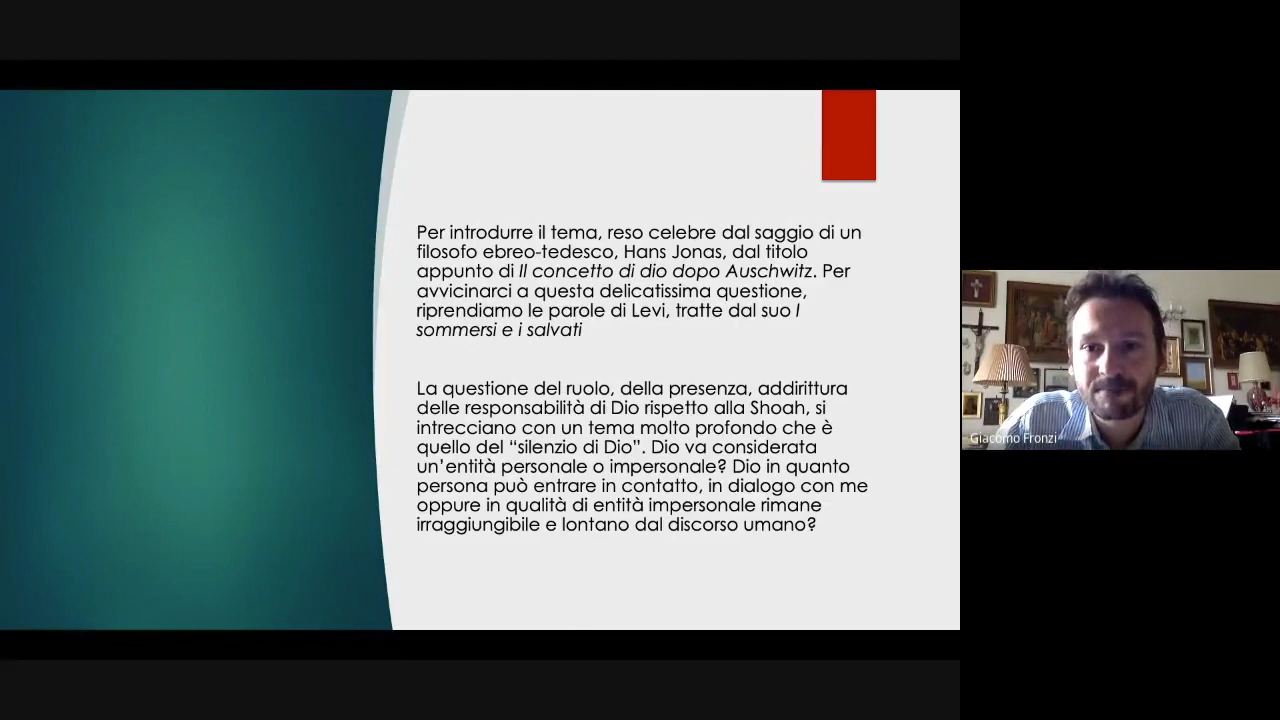 Per introdurre il tema, reso celebre dal saggio di un
filosofo ebreo-tedesco, Hans Jonas, dal titolo
appunto di Il concetto di dio dopo Auschwitz. Per
avvicinarci a questa delicatissima questione,
riprendiamo le parole di Levi, tratte dal suo I
sommersi e i salvati
La questione del ruolo, della presenza, addirittura
delle responsabilità di Dio rispetto alla Shoah, si
intrecciano con un tema molto profondo che è
quello del “silenzio di Dio”. Dio va considerata
un’entità personale o impersonale? Dio in quanto
persona può entrare in contatto, in dialogo con me
oppure in qualità di entità impersonale rimane
irraggiungibile e lontano dal discorso umano?
Giacomo Fronzi